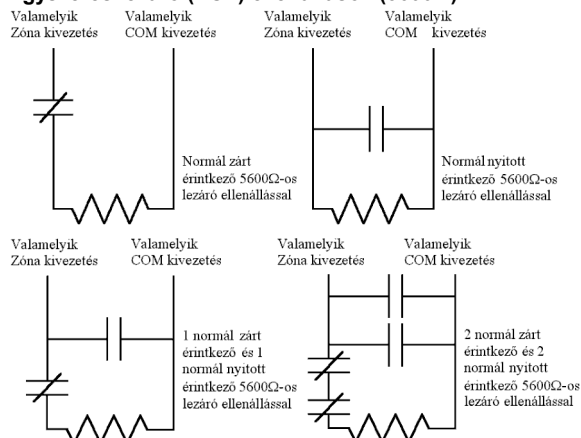 Valamelyik
Zóna kivezetés
Valamelyik
COM kivezetés
Valamelyik
Zóna kivezetés
Valamelyik
COM kivezetés
Normál zárt
érintkező 5600Ω-os
lezáró ellenállással
Normál nyitott
érintkező 5600Ω-os
lezáró ellenállással
Valamelyik
Zóna kivezetés
Valamelyik
COM kivezetés
Valamelyik
Zóna kivezetés
Valamelyik
COM kivezetés
1 normál zárt
érintkező és 1
normál nyitott
érintkező 5600Ω-os
lezáró ellenállással
2 normál zárt
érintkező és 2
normál nyitott
érintkező 5600Ω-os
lezáró ellenállással